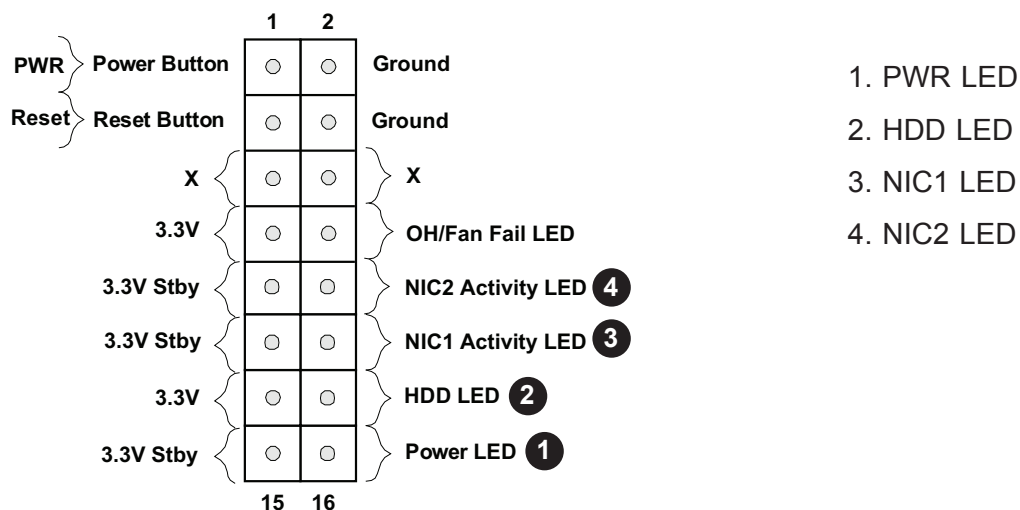 1 2
PWR Power Button Ground
Reset Reset Button Ground
X X
3.3V OH/Fan Fail LED
3.3V Stby NIC2 Activity LED 4
3.3V Stby NIC1 Activity LED 3
3.3V HDD LED 2
3.3V Stby Power LED 1
15 16
1. PWR LED
2. HDD LED
3. NIC1 LED
4. NIC2 LED